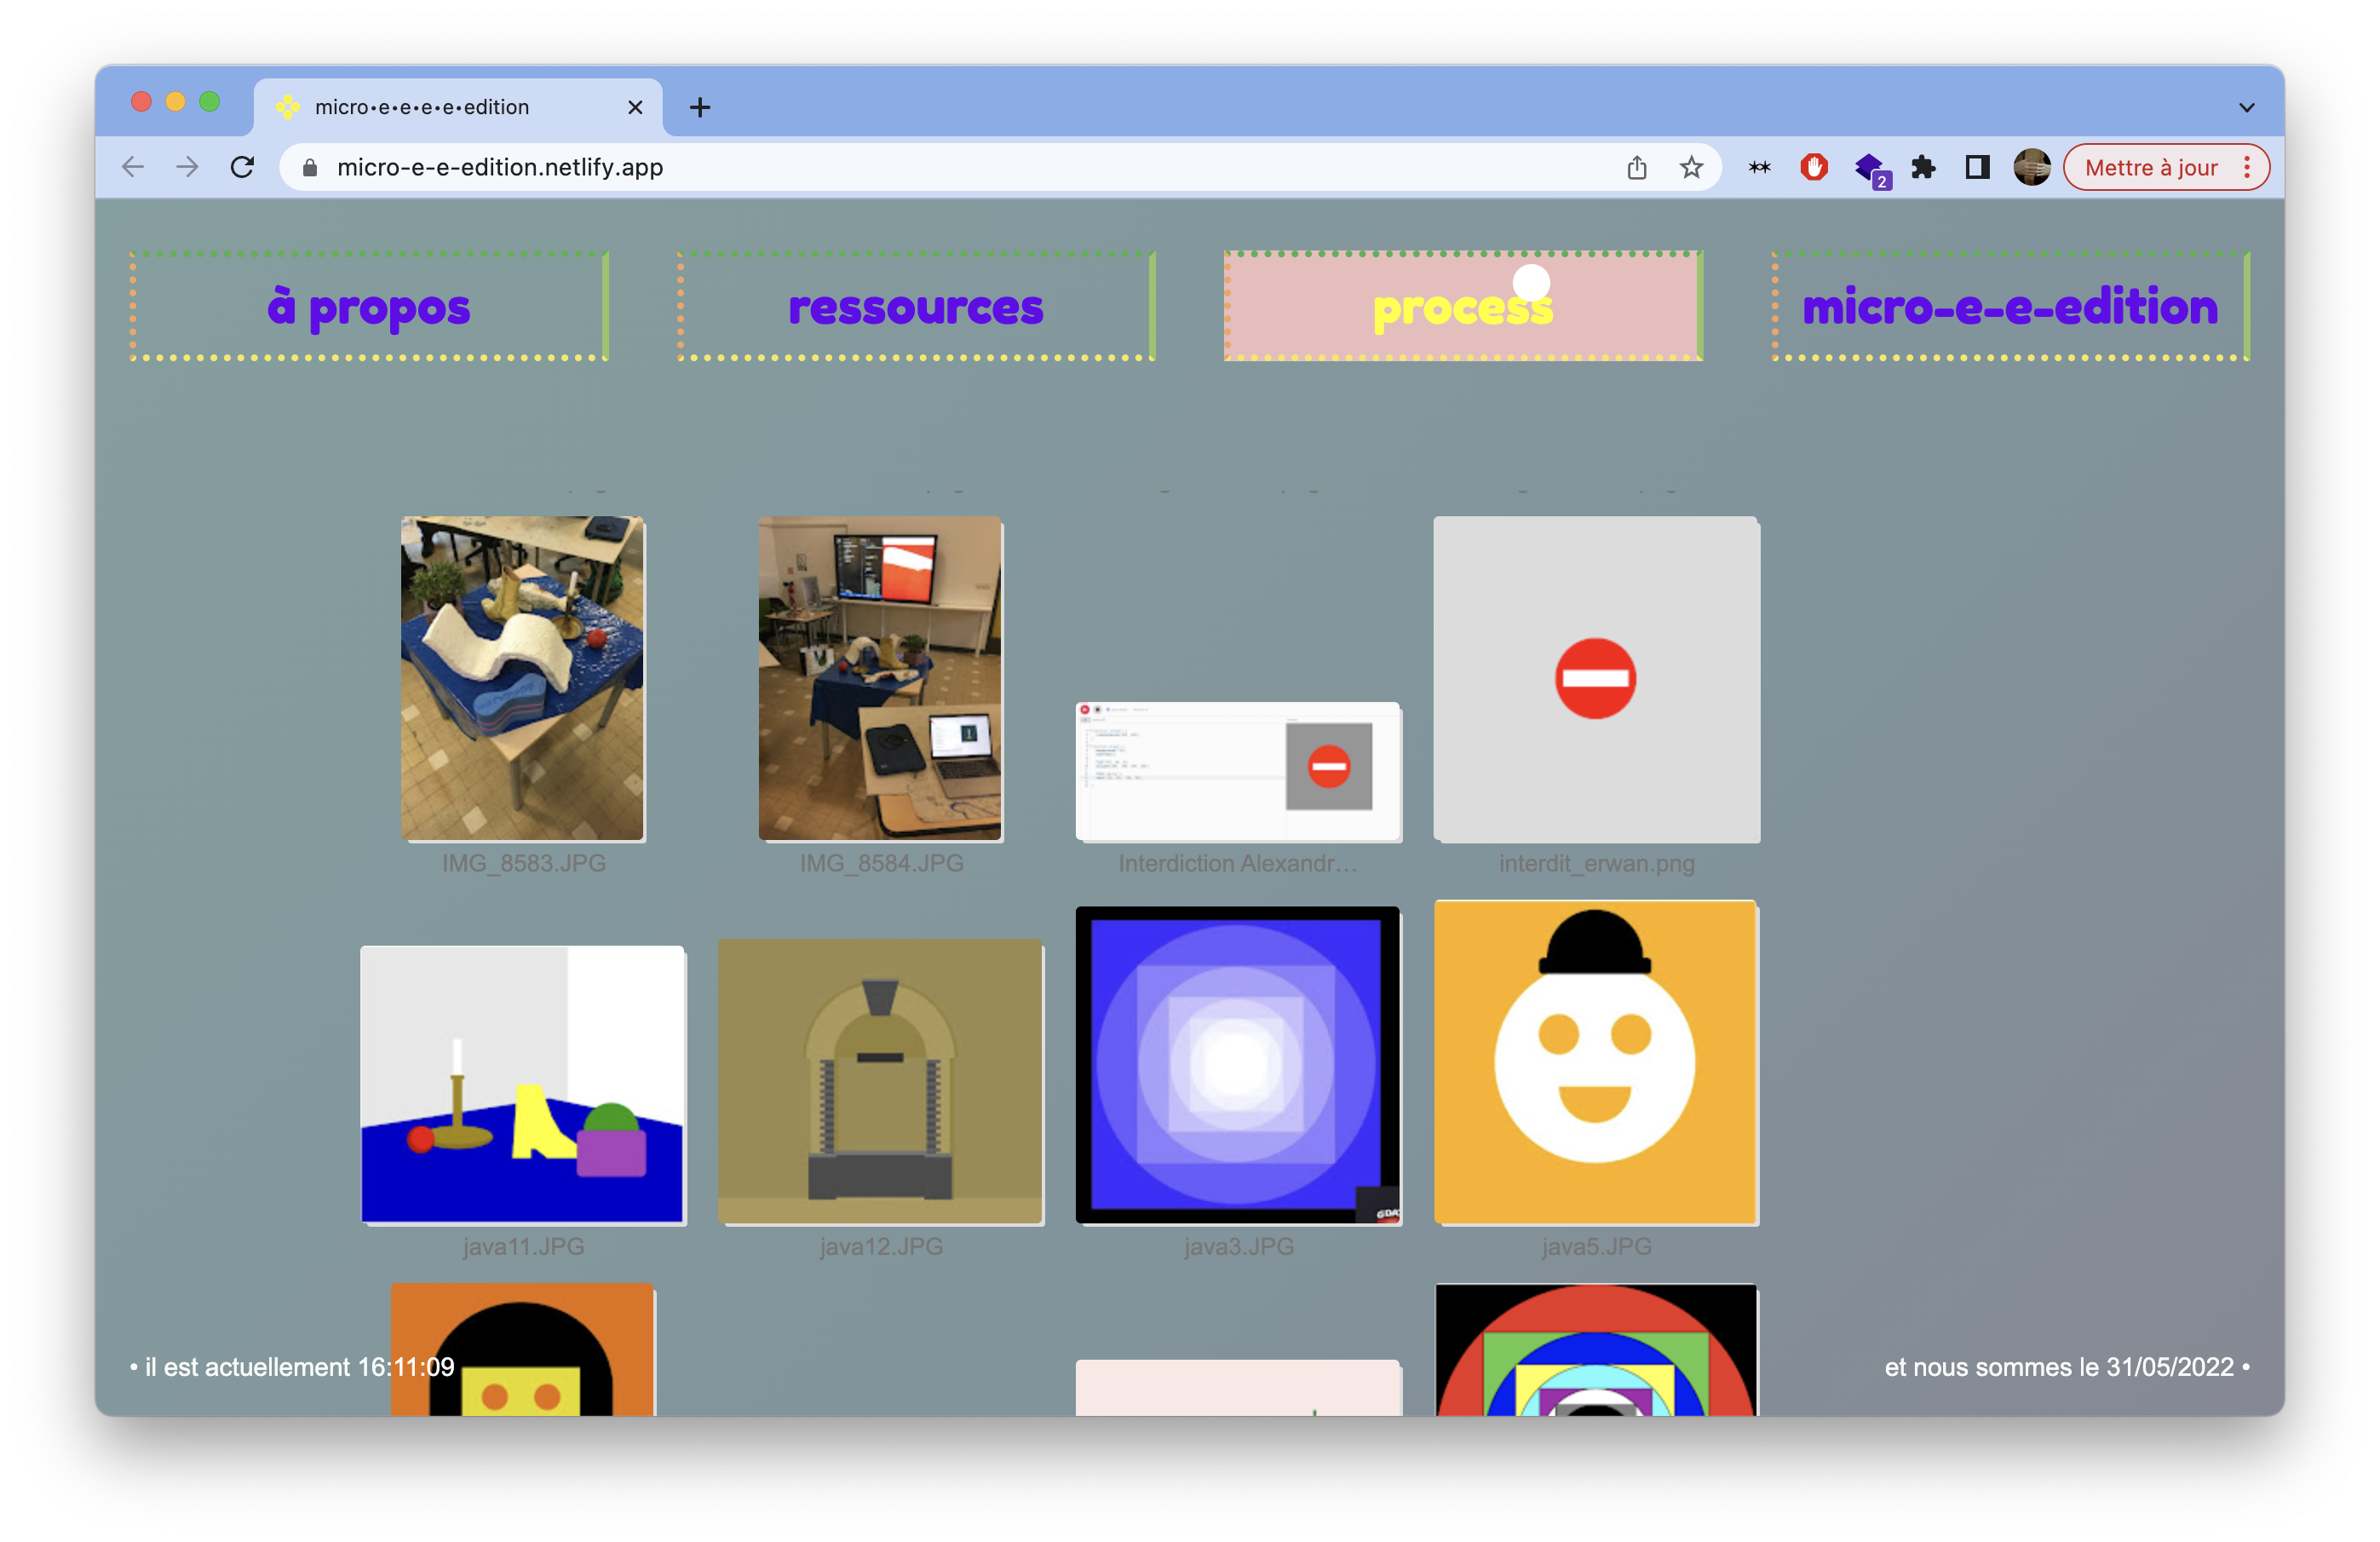 micro•e•e•e•e•edition
micro-e-e-edition.netlify.app
2
Mettre à jour
à propos
ressources
process
micro-e-e-edition
IMG_8583.JPG
IMG_8584.JPG
Interdiction Alexandr…
interdit_erwan.png
java11.JPG
java12.JPG
java3.JPG
java5.JPG
• il est actuellement 16:11:09
et nous sommes le 31/05/2022 •